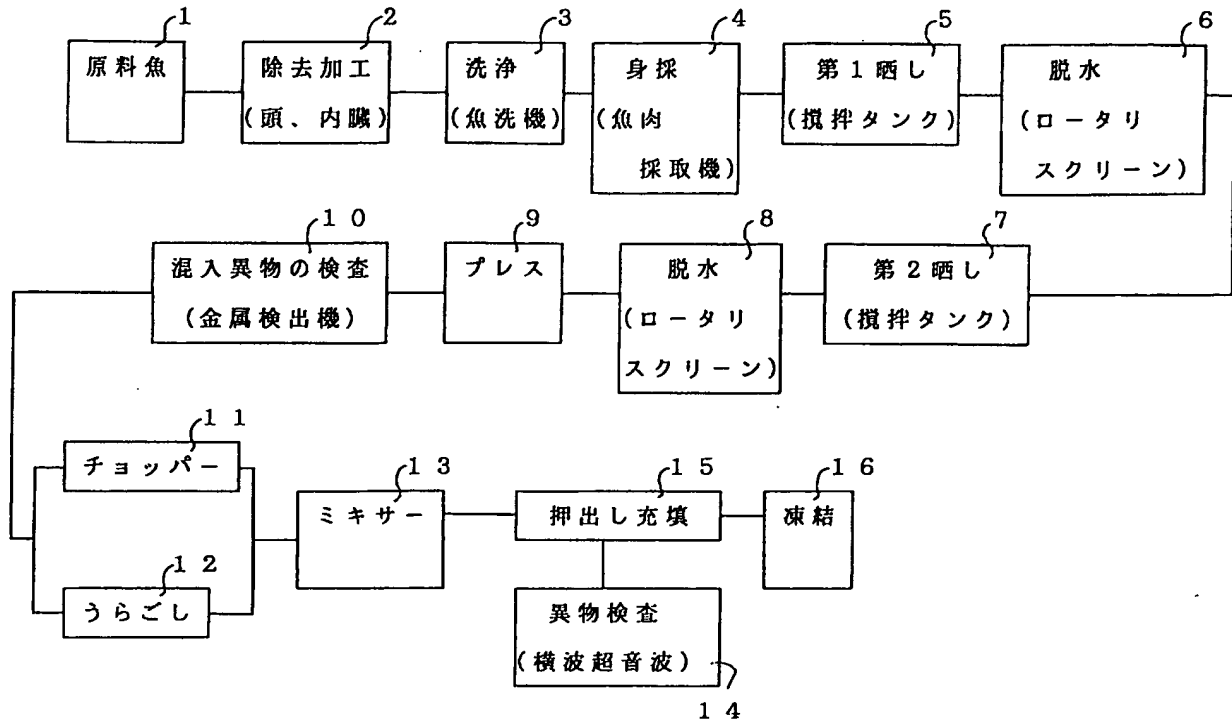 1
原料魚
2
除去加工
(頭、内臓)
3
洗浄
(魚洗機)
4
身採
(魚肉
採取機)
5
第1晒し
(攪拌タンク)
6
脱水
(ロータリ
スクリーン)
7
第2晒し
(攪拌タンク)
8
脱水
(ロータリ
スクリーン)
9
プレス
10
混入異物の検査
(金属検出機)
11
チョッパー
12
うらごし
13
ミキサー
15
押出し充填
16
凍結
異物検査
(横波超音波)
14